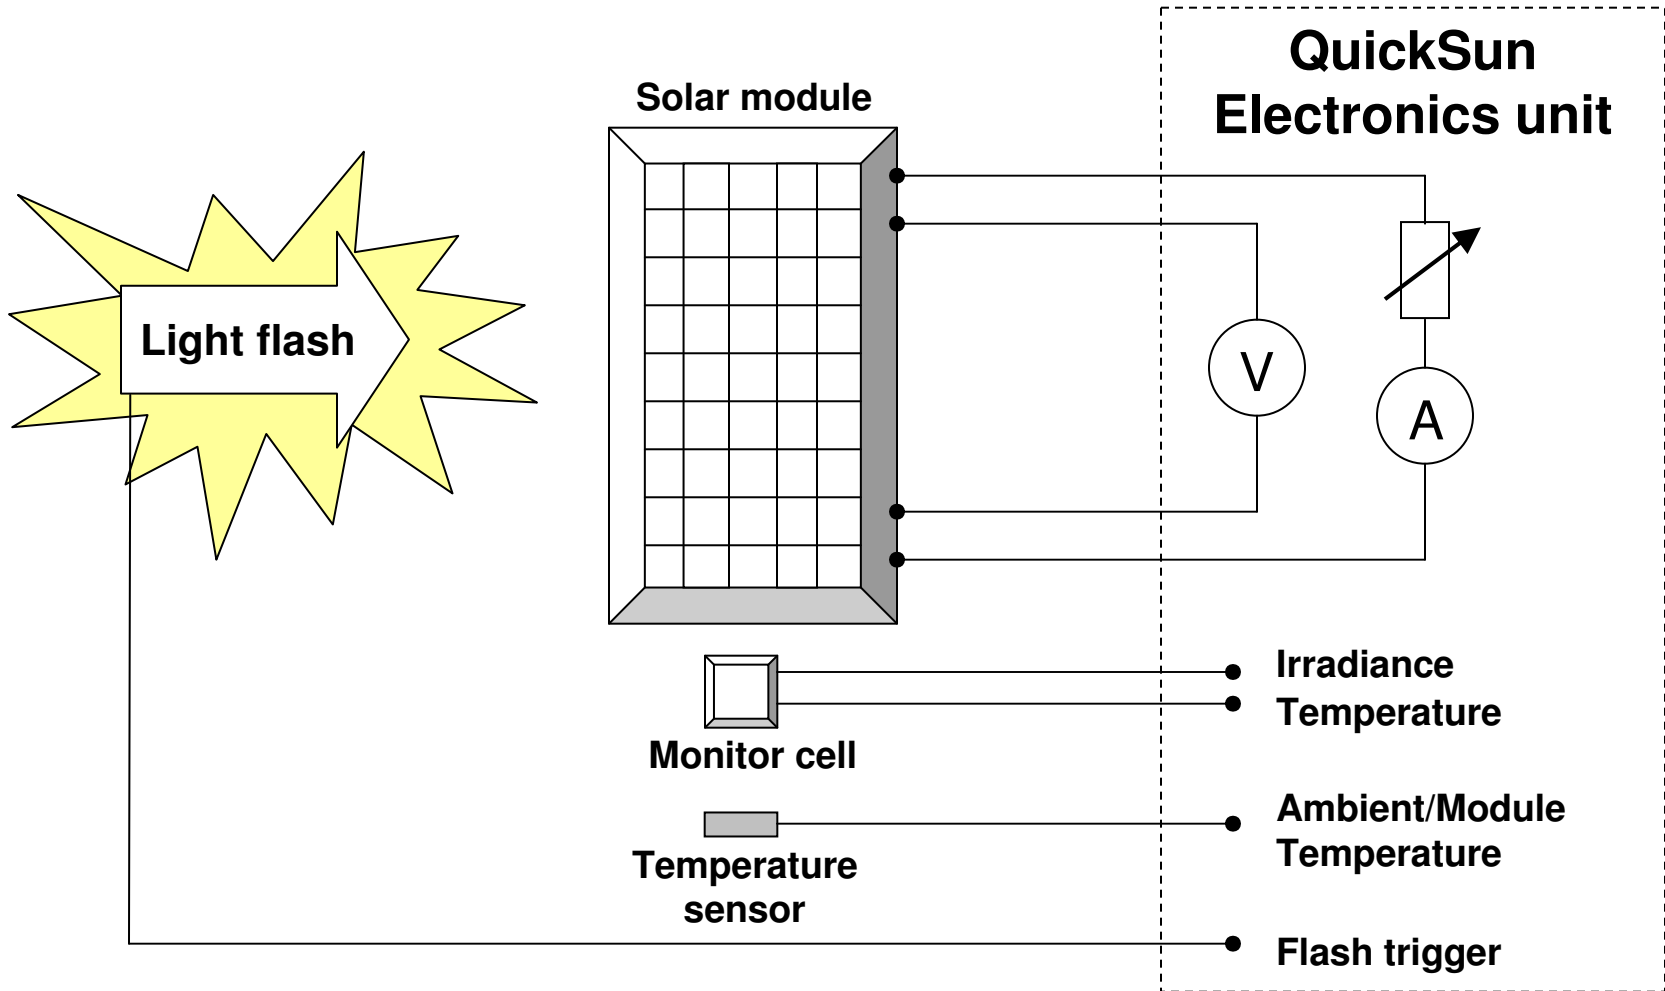 QuickSun
Electronics unit
Solar module
Light flash
V
A
Irradiance
Temperature
Monitor cell
Ambient/Module
Temperature
Temperature
sensor
Flash trigger